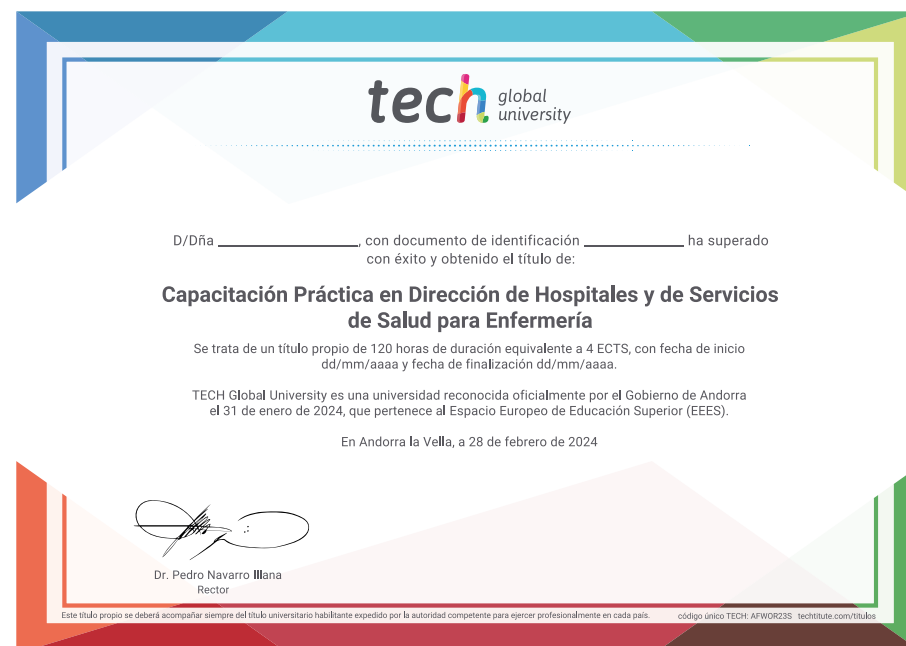 tech global university
D/Dña ________________, con documento de identificación ____________ ha superado
con éxito y obtenido el título de:
Capacitación Práctica en Dirección de Hospitales y de Servicios
de Salud para Enfermería
Se trata de un título propio de 120 horas de duración equivalente a 4 ECTS, con fecha de inicio
dd/mm/aaaa y fecha de finalización dd/mm/aaaa.
TECH Global University es una universidad reconocida oficialmente por el Gobierno de Andorra
el 31 de enero de 2024, que pertenece al Espacio Europeo de Educación Superior (EEES).
En Andorra la Vella, a 28 de febrero de 2024
Dr. Pedro Navarro Illana
Rector
Este título propio se deberá acompañar siempre del título universitario habilitante expedido por la autoridad competente para ejercer profesionalmente en cada país. código único TECH: AFWOR23S techtitute.com/titulos